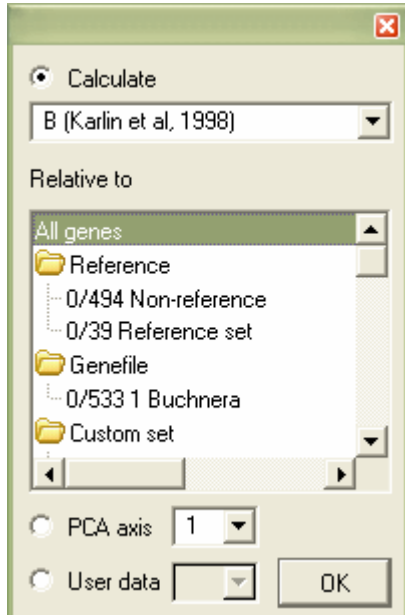 Calculate
B (Karlin et al, 1998)
Relative to
All genes
Reference
0/494 Non-reference
0/39 Reference set
Genefile
0/533 1 Buchnera
Custom set
PCA axis 1
User data OK